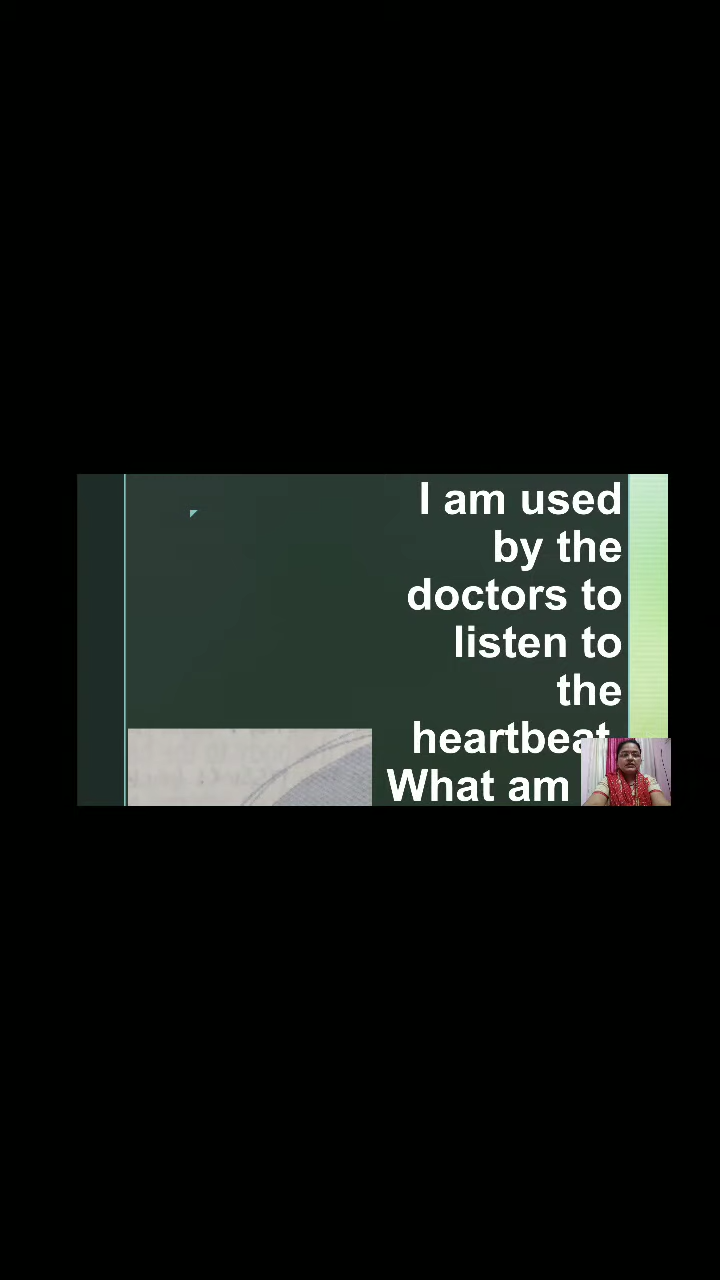 I am used
by the
doctors to
listen to
the
heartbeat
What am